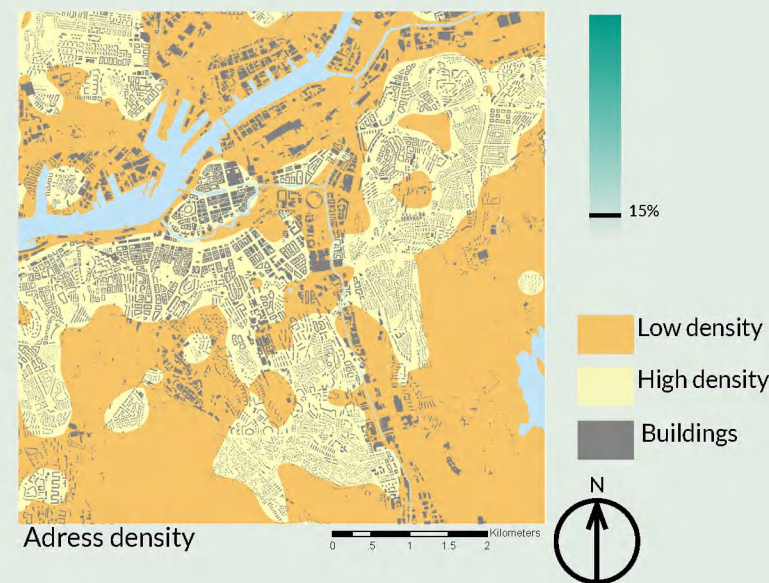 15%
Low density
High density
Buildings
N
Adress density
Kilometers
0 .5 1 1.5 2